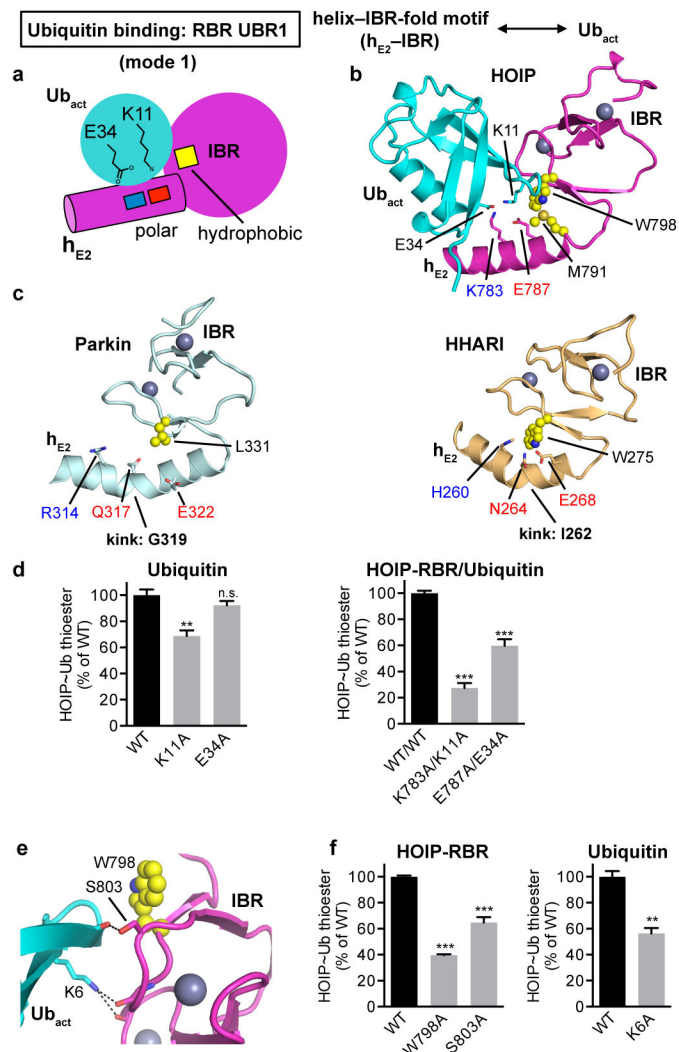 Ubiquitin binding: RBR UBR1
(mode 1)
helix–IBR-fold motif
(hE2–IBR)
Ubact
a
Ubact
K11
E34
IBR
polar
hydrophobic
hE2
b
HOIP
IBR
K11
Ubact
W798
E34
M791
hE2
K783
E787
c
Parkin
IBR
hE2
L331
R314
Q317
E322
kink: G319
HHARI
IBR
hE2
W275
H260
N264
E268
kink: I262
d
Ubiquitin
HOIP~Ub thioester
(% of WT)
100
80
60
40
20
0
**
n.s.
WT
K11A
E34A
HOIP-RBR/Ubiquitin
HOIP~Ub thioester
(% of WT)
100
80
60
40
20
0
***
***
WT/WT
K783A/K11A
E787A/E34A
e
W798
S803
IBR
K6
Ubact
f
HOIP-RBR
HOIP~Ub thioester
(% of WT)
100
80
60
40
20
0
***
***
WT
W798A
S803A
Ubiquitin
HOIP~Ub thioester
(% of WT)
100
80
60
40
20
0
**
WT
K6A